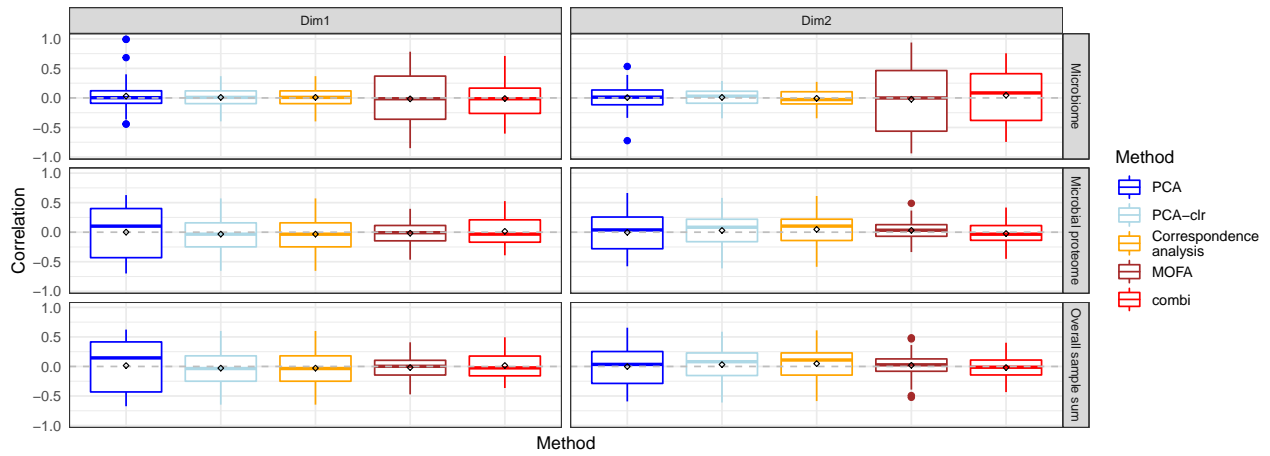 Dim1
Dim2
1.0
0.5
0.0
−0.5
−1.0
Microbiome
1.0
0.5
0.0
−0.5
−1.0
Microbial proteome
1.0
0.5
0.0
−0.5
−1.0
Overall sample sum
Correlation
Method
Method
PCA
PCA−clr
Correspondence
analysis
MOFA
combi